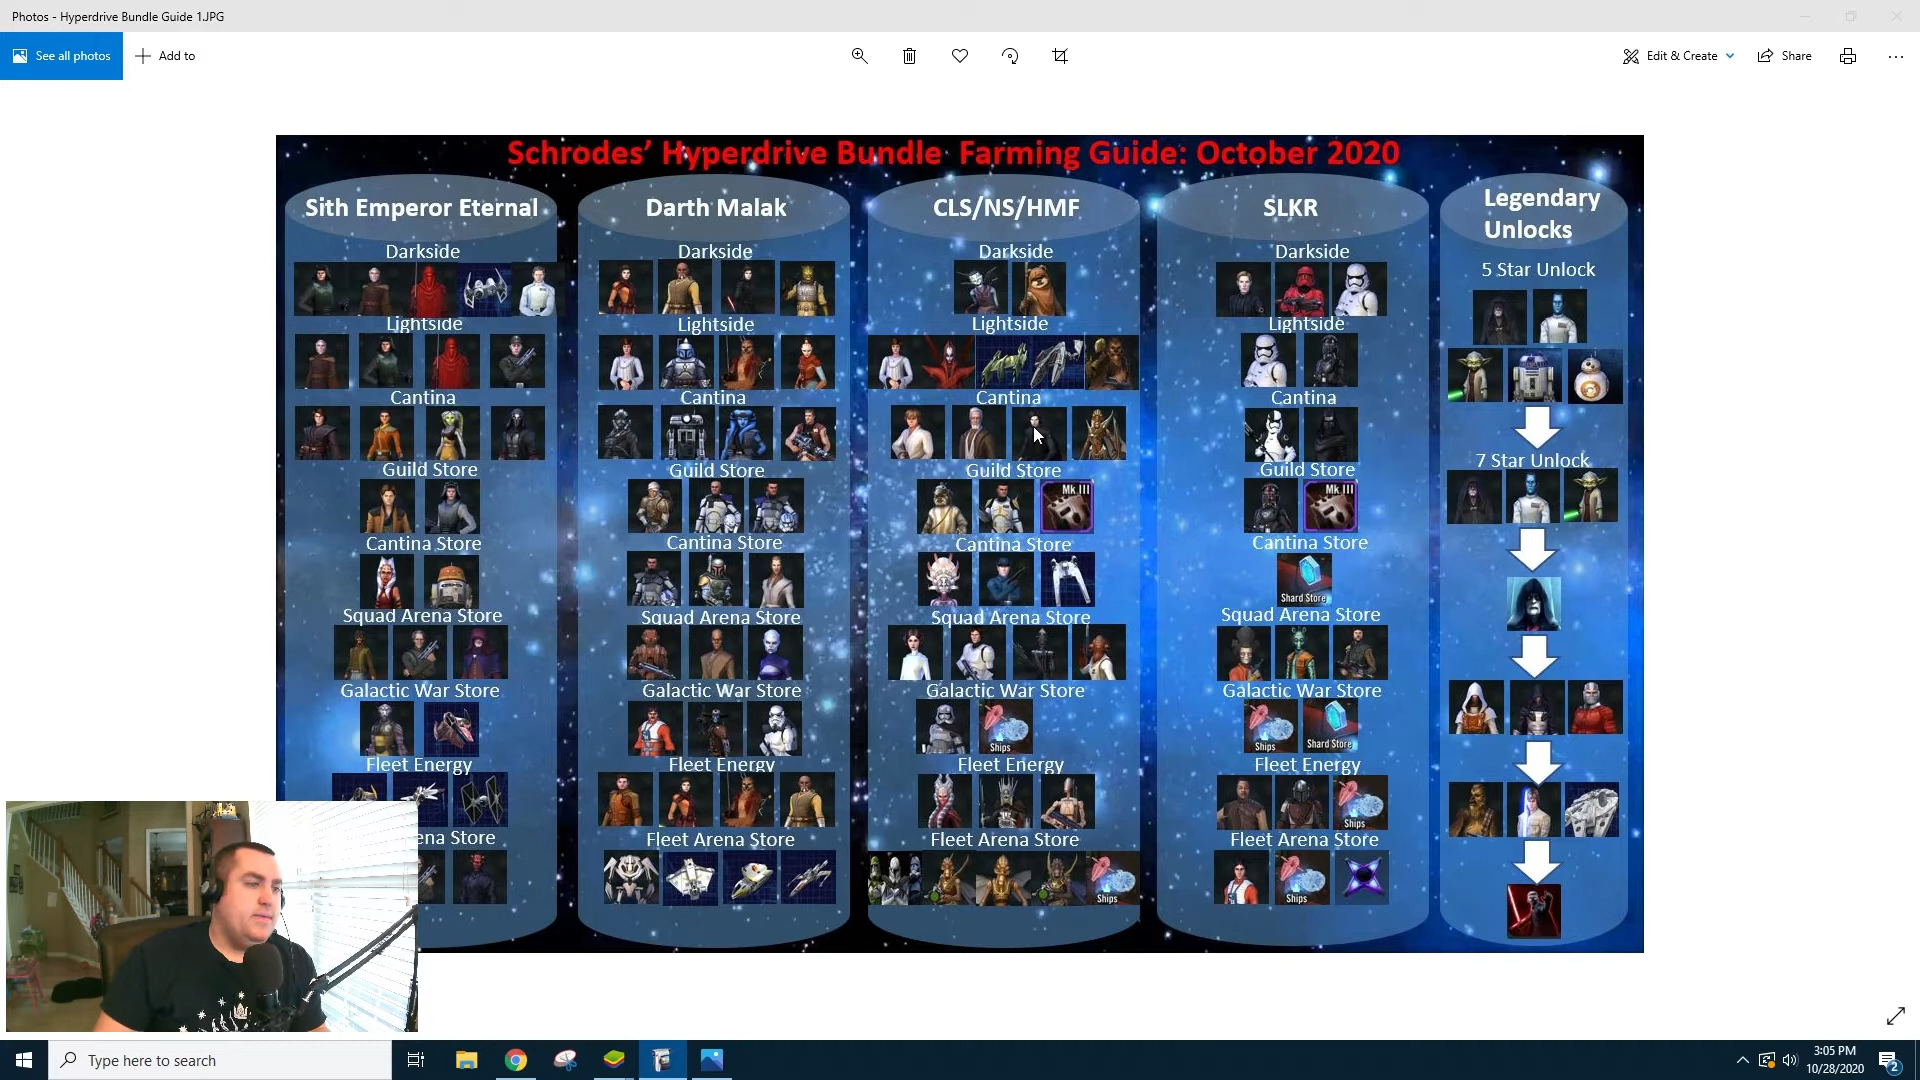 Photos - Hyperdrive Bundle Guide 1.JPG
See all photos
Add to
Edit & Create
Share
Schrodes’ Hyperdrive Bundle Farming Guide: October 2020
Sith Emperor Eternal
Darkside
Lightside
Cantina
Guild Store
Cantina Store
Squad Arena Store
Galactic War Store
Fleet Energy
ena Store
Darth Malak
Darkside
Lightside
Cantina
Guild Store
Cantina Store
Squad Arena Store
Galactic War Store
Fleet Energy
Fleet Arena Store
CLS/NS/HMF
Darkside
Lightside
Cantina
Guild Store
Mk III
Cantina Store
Squad Arena Store
Galactic War Store
Ships
Fleet Energy
Fleet Arena Store
Ships
SLKR
Darkside
Lightside
Cantina
Guild Store
Mk III
Cantina Store
Shard Store
Squad Arena Store
Galactic War Store
Ships
Shard Store
Fleet Energy
Ships
Fleet Arena Store
Ships
Legendary
Unlocks
5 Star Unlock
7 Star Unlock
Type here to search
3:05 PM
10/28/2020
2